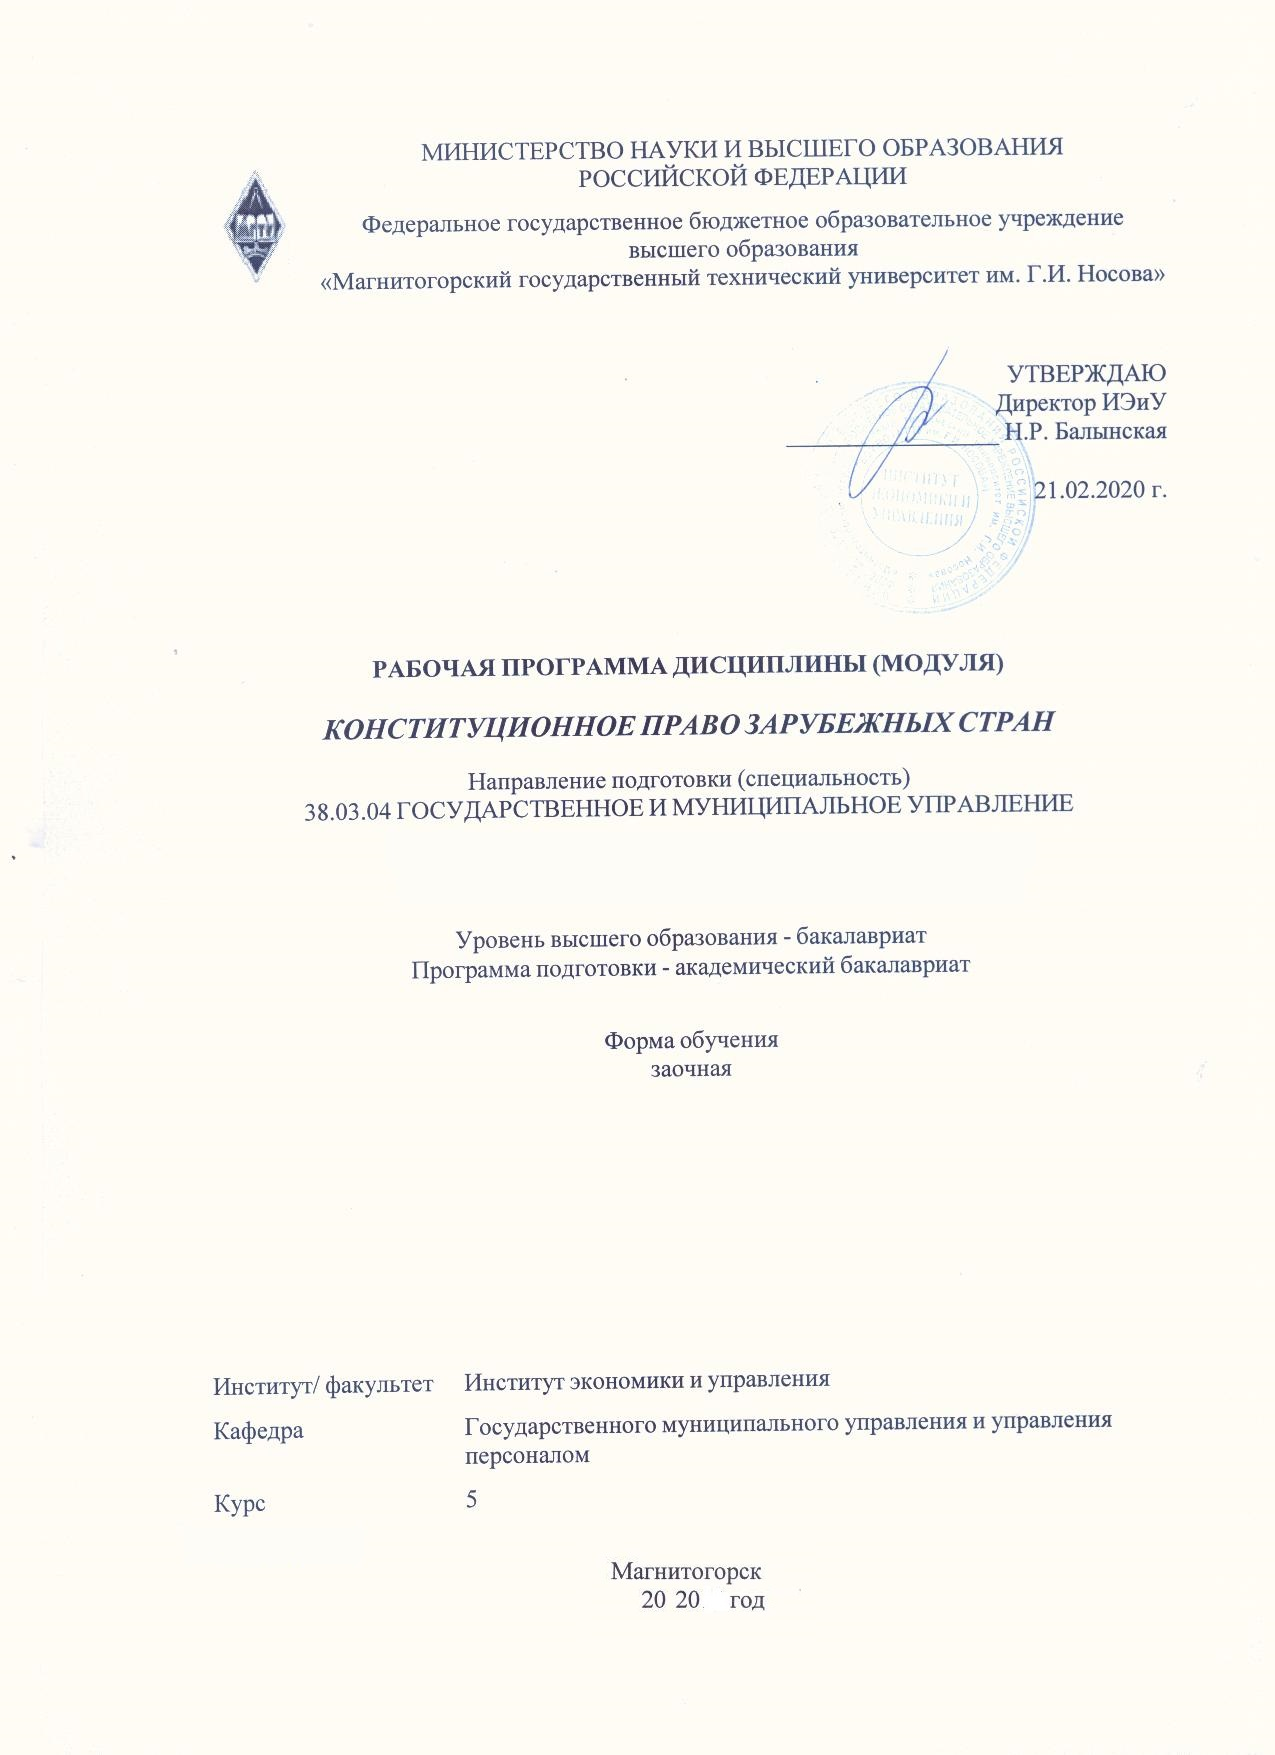 МИНИСТЕРСТВО НАУКИ И ВЫСШЕГО ОБРАЗОВАНИЯ
РОССИЙСКОЙ ФЕДЕРАЦИИ
Федеральное государственное бюджетное образовательное учреждение
высшего образования
«Магнитогорский государственный технический университет им. Г.И. Носова»
УТВЕРЖДАЮ
Директор ИЭиУ
Н.Р. Балынская
21.02.2020 г.
ИНСТИТУТ
ЭКОНОМИКИ И
УПРАВЛЕНИЯ
РАБОЧАЯ ПРОГРАММА ДИСЦИПЛИНЫ (МОДУЛЯ)
КОНСТИТУЦИОННОЕ ПРАВО ЗАРУБЕЖНЫХ СТРАН
Направление подготовки (специальность)
38.03.04 ГОСУДАРСТВЕННОЕ И МУНИЦИПАЛЬНОЕ УПРАВЛЕНИЕ
Уровень высшего образования - бакалавриат
Программа подготовки - академический бакалавриат
Форма обучения
заочная
Институт/ факультет Институт экономики и управления
Кафедра Государственного муниципального управления и управления
персоналом
Курс 5
Магнитогорск
20 20 год